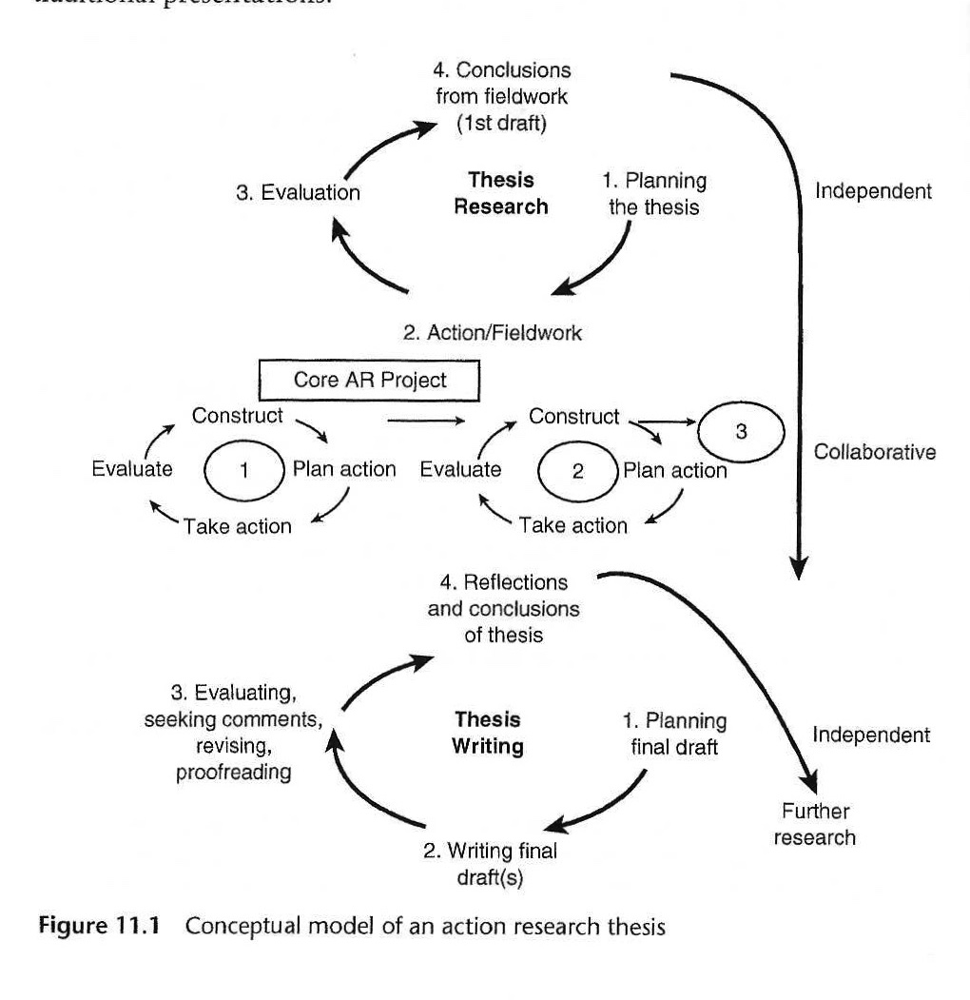 traditional presentations.
4. Conclusions
from fieldwork
(1st draft)
3. Evaluation
Thesis
Research
1. Planning
the thesis
Independent
2. Action/Fieldwork
Core AR Project
Construct
Evaluate
1
Plan action
Take action
Construct
Evaluate
2
Plan action
Take action
3
Collaborative
4. Reflections
and conclusions
of thesis
3. Evaluating,
seeking comments,
revising,
proofreading
Thesis
Writing
1. Planning
final draft
Independent
2. Writing final
draft(s)
Further
research
Figure 11.1 Conceptual model of an action research thesis